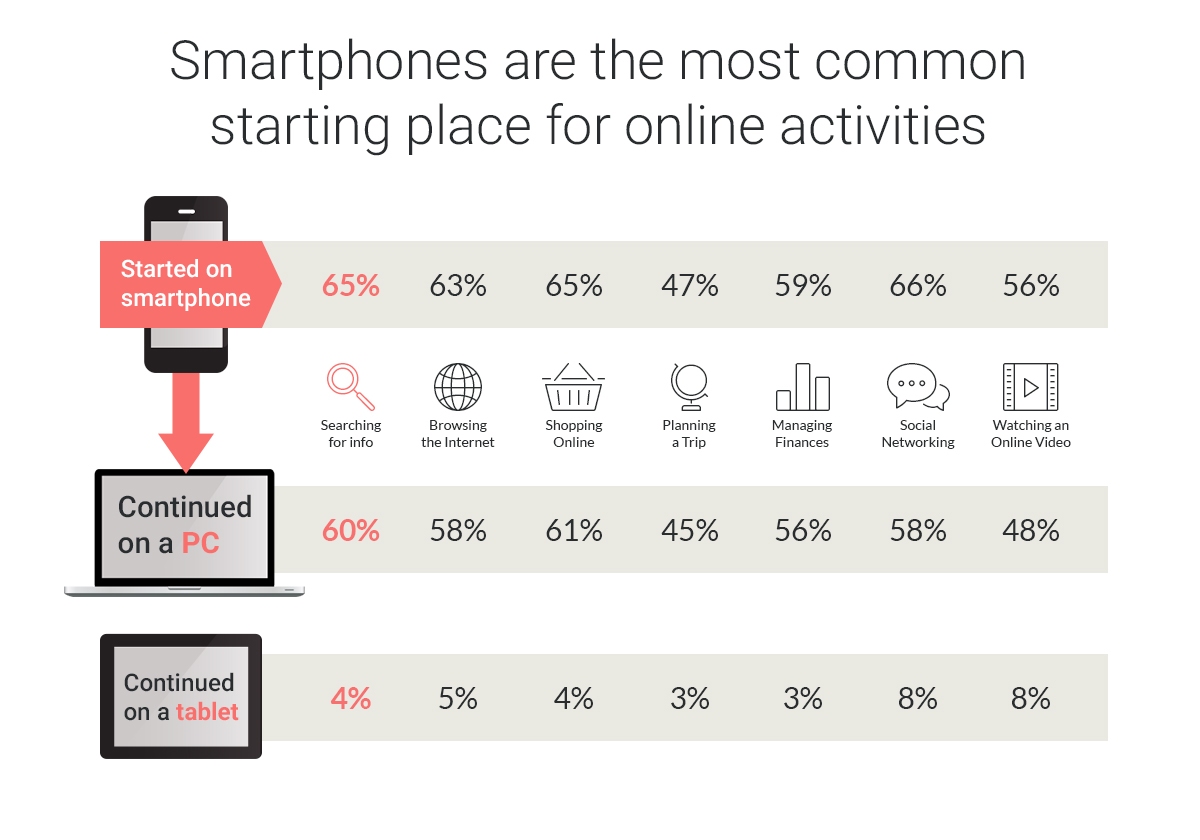 Smartphones are the most common
starting place for online activities
Started on
smartphone
65% 63% 65% 47% 59% 66% 56%
Searching
for info
Browsing
the Internet
Shopping
Online
Planning
a Trip
Managing
Finances
Social
Networking
Watching an
Online Video
Continued
on a PC
60% 58% 61% 45% 56% 58% 48%
Continued
on a tablet
4% 5% 4% 3% 3% 8% 8%